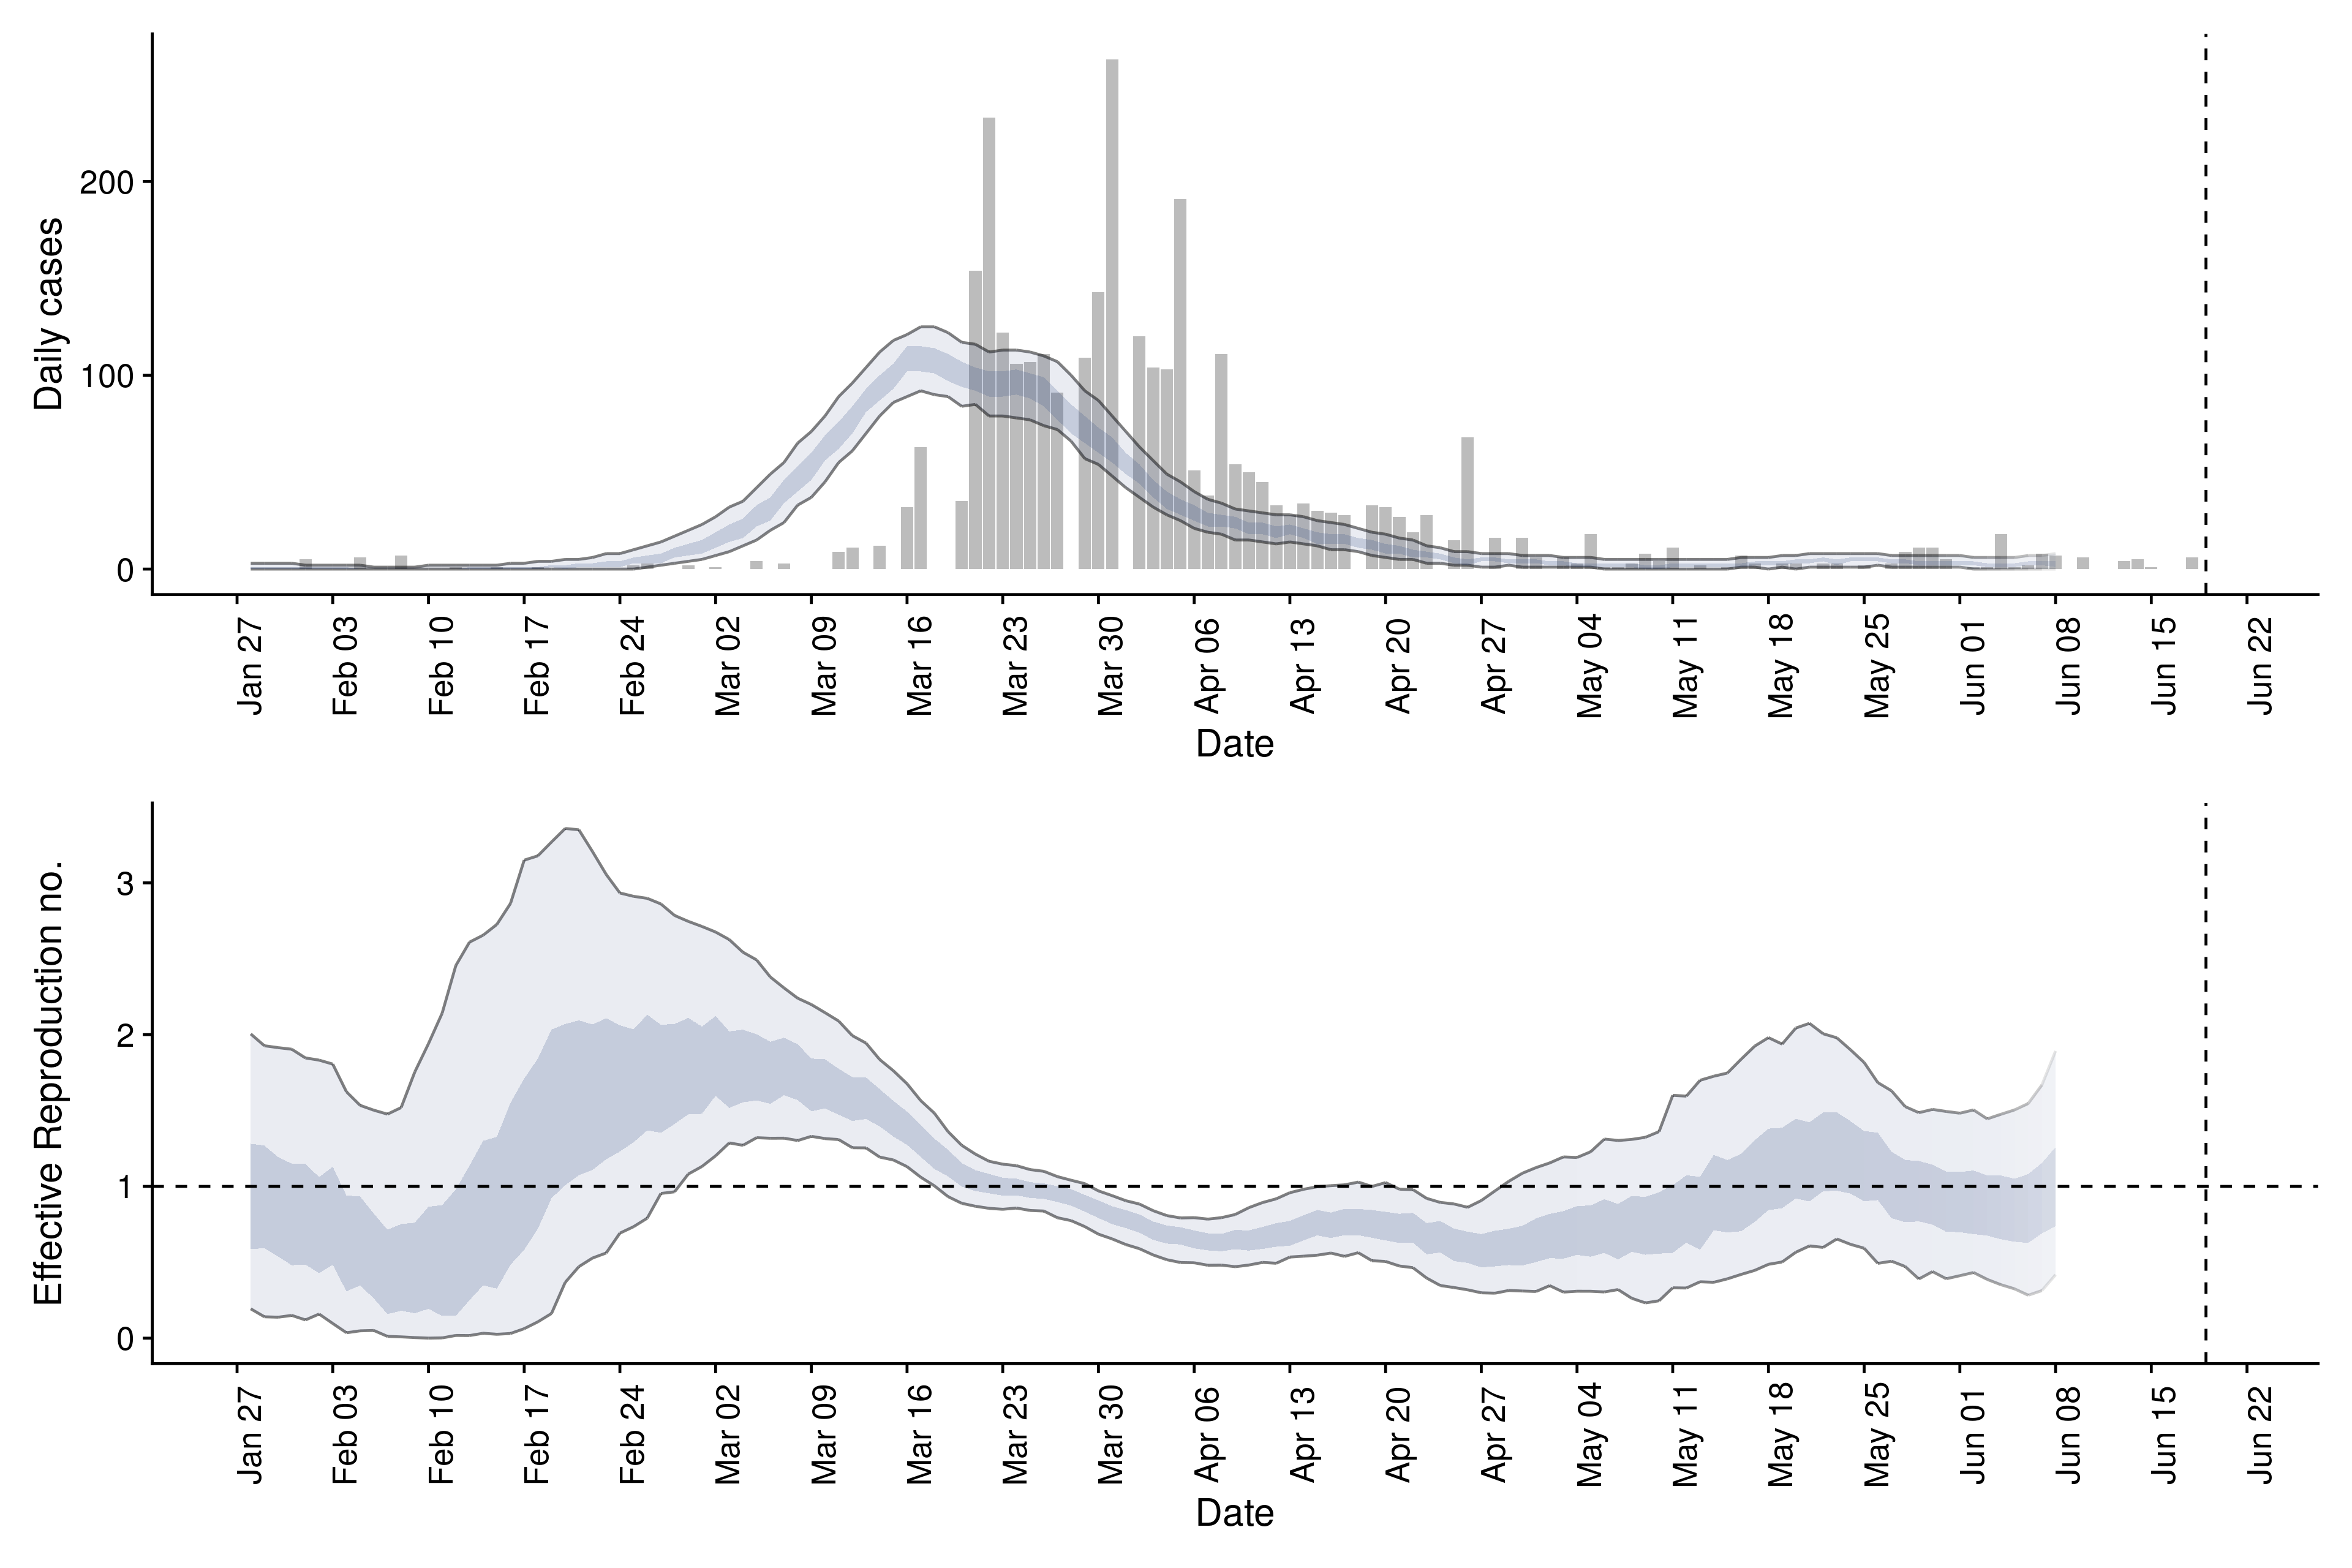 Daily cases
200
100
0
Jan 27
Feb 03
Feb 10
Feb 17
Feb 24
Mar 02
Mar 09
Mar 16
Mar 23
Mar 30
Apr 06
Apr 13
Apr 20
Apr 27
May 04
May 11
May 18
May 25
Jun 01
Jun 08
Jun 15
Jun 22
Date
Effective Reproduction no.
3
2
1
0
Jan 27
Feb 03
Feb 10
Feb 17
Feb 24
Mar 02
Mar 09
Mar 16
Mar 23
Mar 30
Apr 06
Apr 13
Apr 20
Apr 27
May 04
May 11
May 18
May 25
Jun 01
Jun 08
Jun 15
Jun 22
Date